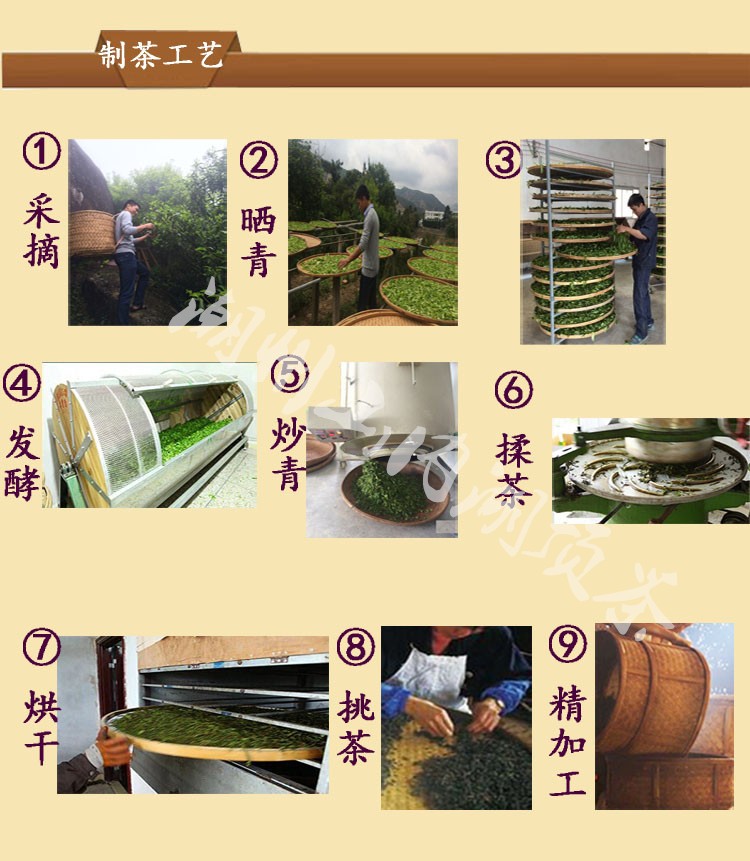 制茶工艺
① 采摘
② 晒青
③
④ 发酵
⑤ 炒青
⑥ 揉茶
⑦ 烘干
⑧ 挑茶
⑨ 精加工